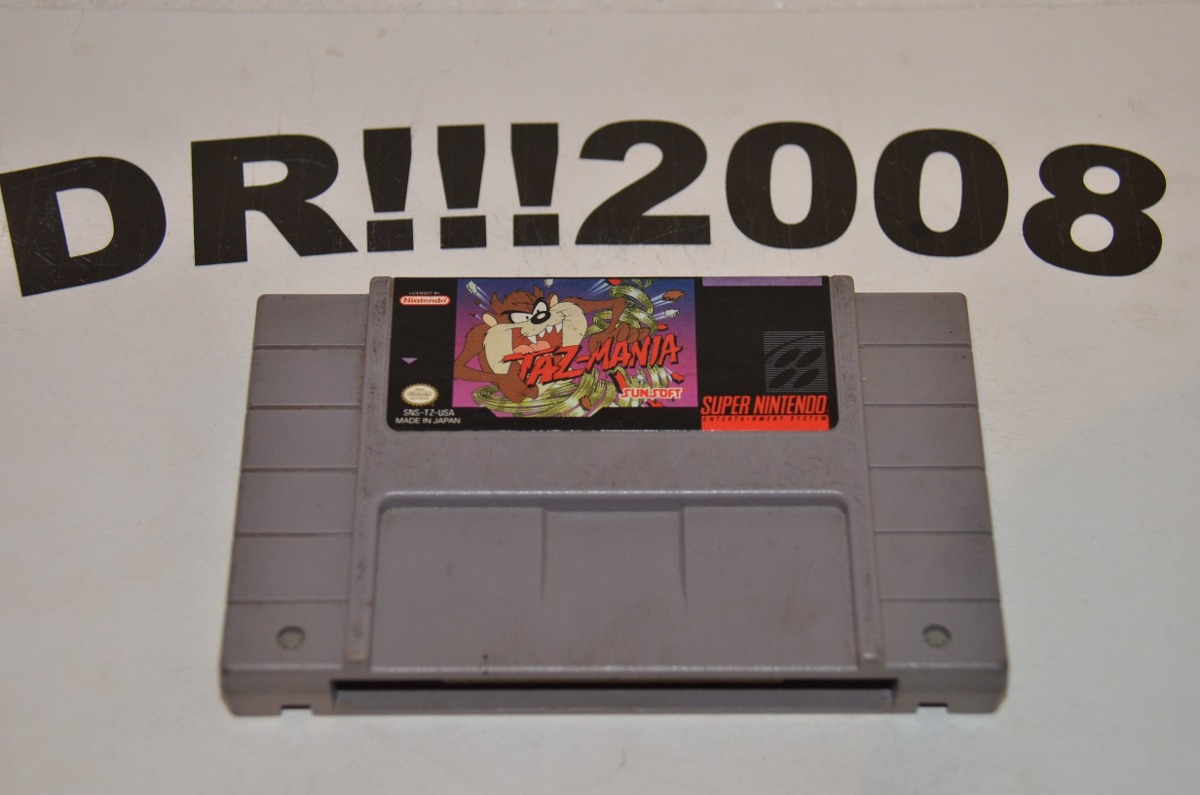 DR!!!2008
LICENSED BY
Nintendo
TAZ-MANIA
SUNSOFT
SNS-TZ-USA
MADE IN JAPAN
SUPER NINTENDO
ENTERTAINMENT SYSTEM